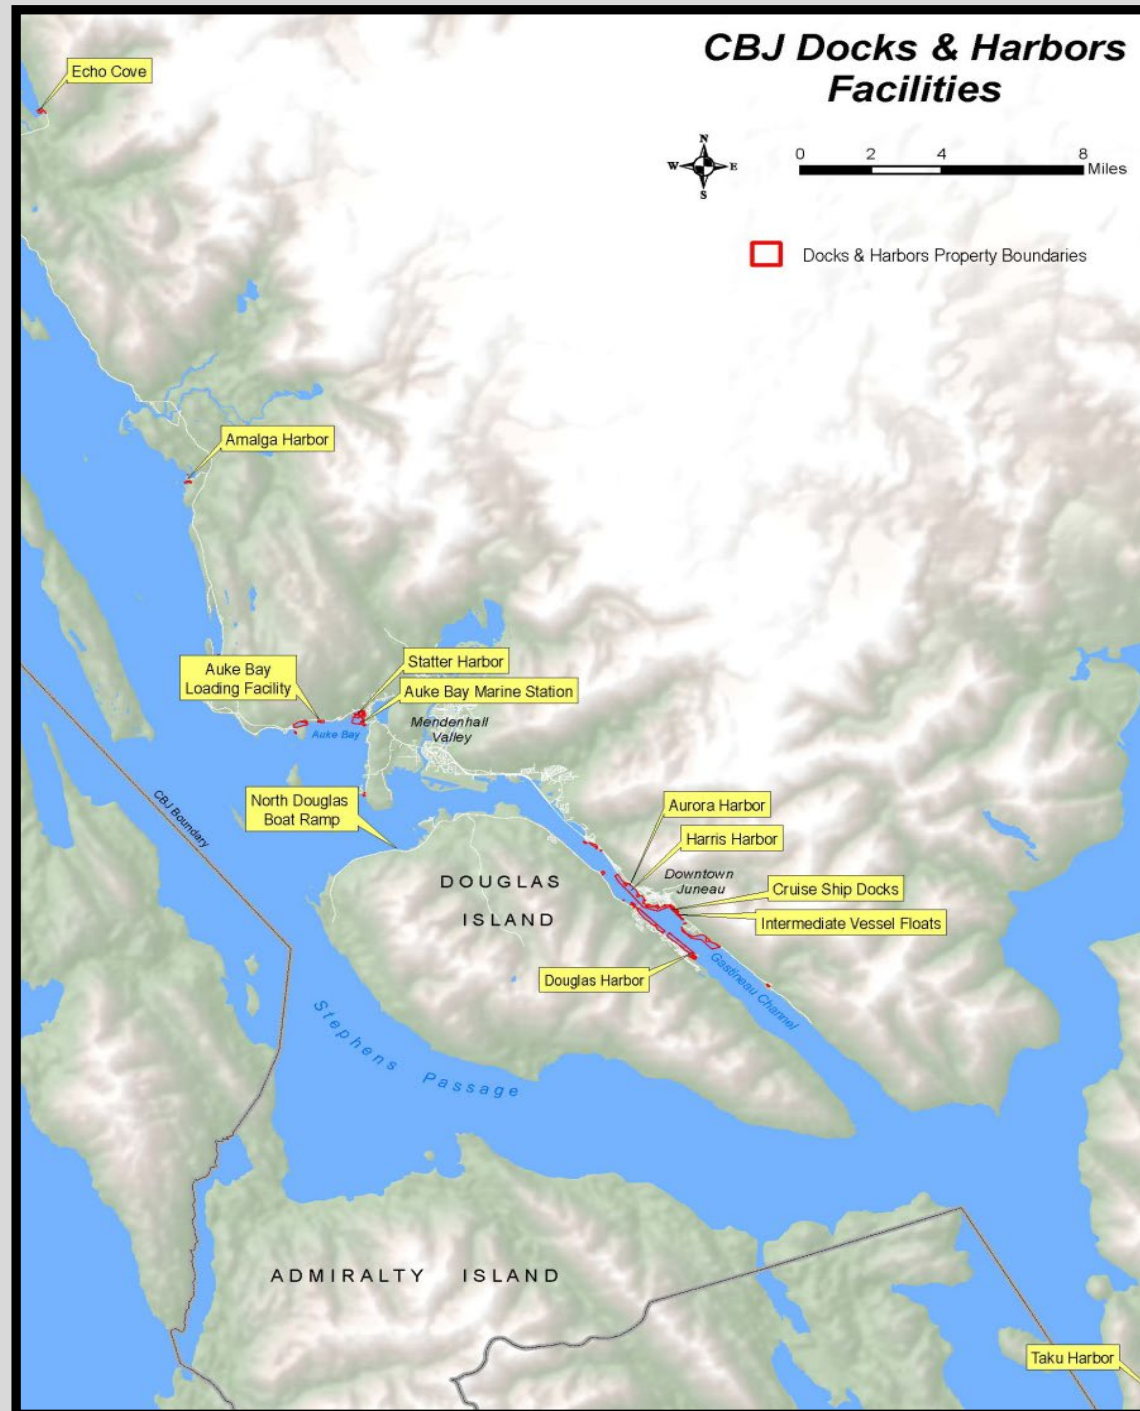 CBJ Docks & Harbors
Facilities
Echo Cove
N
W
E
S
0
2
4
8
Miles
Docks & Harbors Property Boundaries
Amalga Harbor
Auke Bay
Loading Facility
Statter Harbor
Auke Bay Marine Station
Auke Bay
Mendenhall
Valley
North Douglas
Boat Ramp
CBJ Boundary
Aurora Harbor
Harris Harbor
Downtown
Juneau
DOUGLAS
ISLAND
Cruise Ship Docks
Intermediate Vessel Floats
Douglas Harbor
Gastineau Channel
Stephens Passage
ADMIRALTY ISLAND
Taku Harbor